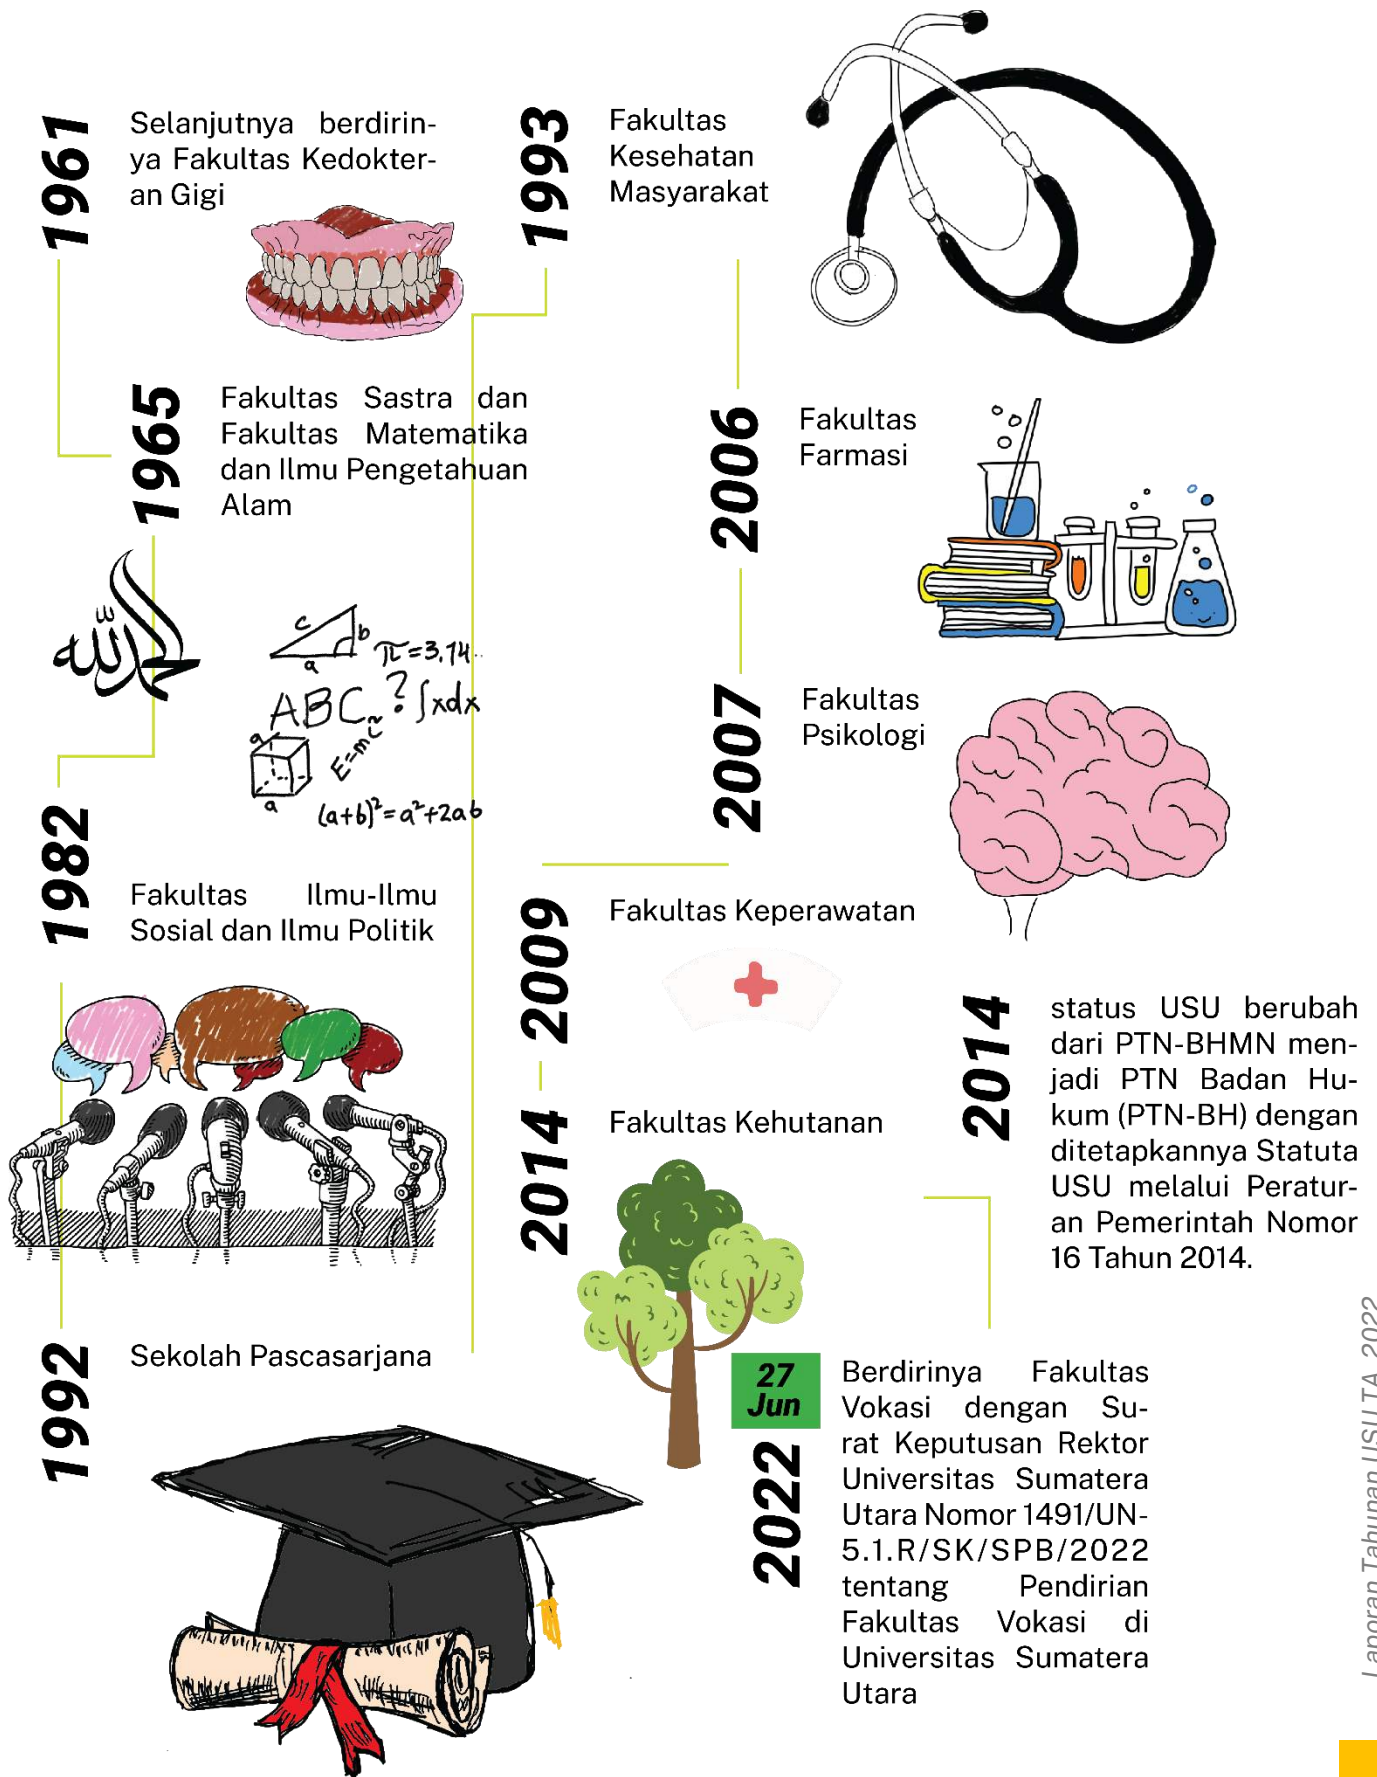 1961
Selanjutnya berdirin-
ya Fakultas Kedokter-
an Gigi
1965
Fakultas Sastra dan
Fakultas Matematika
dan Ilmu Pengetahuan
Alam
الحمد لله
c
b
a
π=3,14..
ABC ? ∫xdx
a
E=mc²
a
(a+b)²=a²+2ab
1982
Fakultas Ilmu-Ilmu
Sosial dan Ilmu Politik
1992
Sekolah Pascasarjana
1993
Fakultas
Kesehatan
Masyarakat
2006
Fakultas
Farmasi
2007
Fakultas
Psikologi
2009
Fakultas Keperawatan
2014
Fakultas Kehutanan
2014
status USU berubah
dari PTN-BHMN men-
jadi PTN Badan Hu-
kum (PTN-BH) dengan
ditetapkannya Statuta
USU melalui Peratur-
an Pemerintah Nomor
16 Tahun 2014.
27
Jun
2022
Berdirinya Fakultas
Vokasi dengan Su-
rat Keputusan Rektor
Universitas Sumatera
Utara Nomor 1491/UN-
5.1.R/SK/SPB/2022
tentang Pendirian
Fakultas Vokasi di
Universitas Sumatera
Utara
Laporan Tahunan USU TA 2022